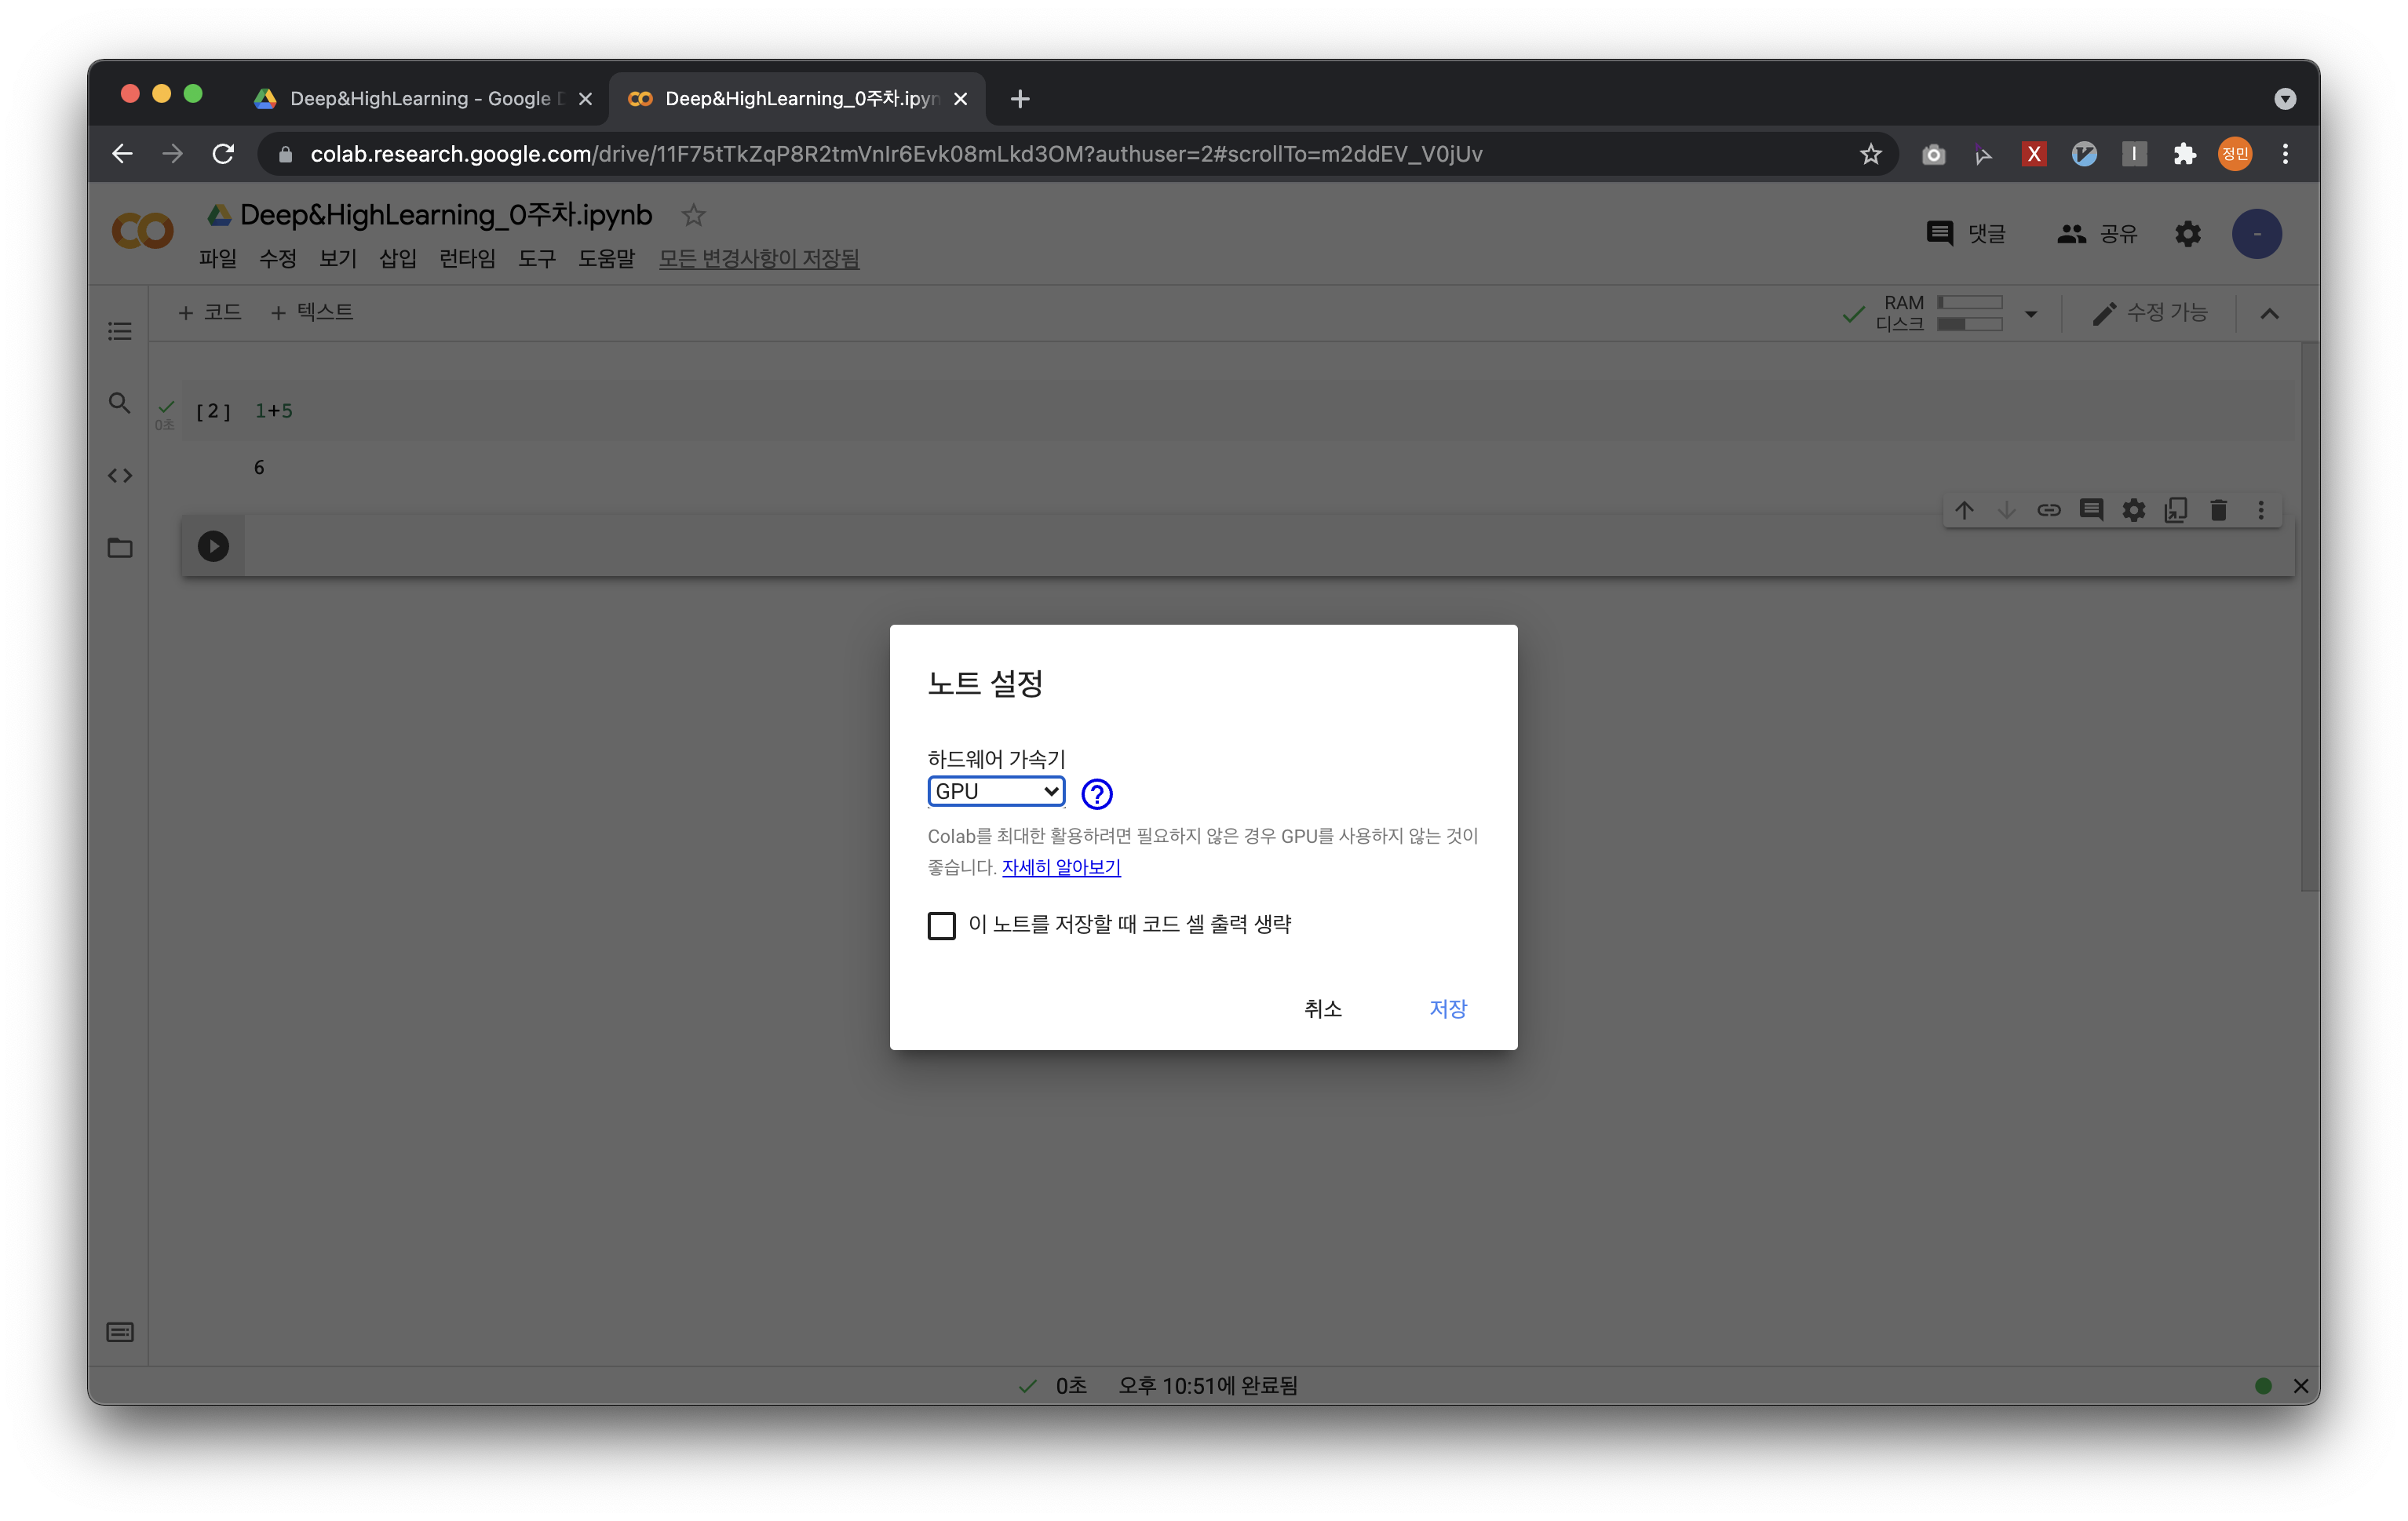 Deep&HighLearning - Google
Deep&HighLearning_0주차.ipyn
colab.research.google.com/drive/11F75tTkZqP8R2tmVnIr6Evk08mLkd3OM?authuser=2#scrollTo=m2ddEV_V0jUv
X
I
정민
Deep&HighLearning_0주차.ipynb
댓글
공유
-
파일 수정 보기 삽입 런타임 도구 도움말 모든 변경사항이 저장됨
+ 코드 + 텍스트
RAM
디스크
수정 가능
[2] 1+5
0초
6
노트 설정
하드웨어 가속기
GPU
?
Colab를 최대한 활용하려면 필요하지 않은 경우 GPU를 사용하지 않는 것이
좋습니다. 자세히 알아보기
이 노트를 저장할 때 코드 셀 출력 생략
취소 저장
0초 오후 10:51에 완료됨